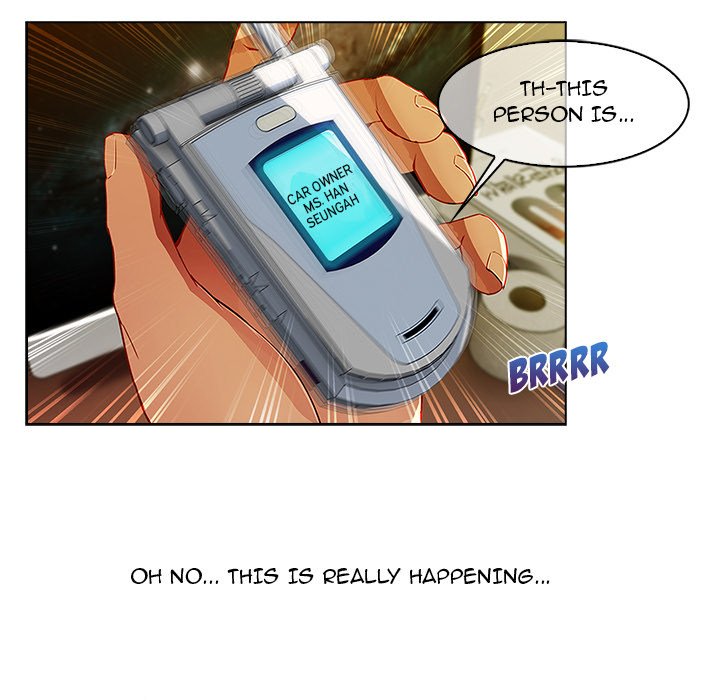 TH-THIS
PERSON IS...
CAR OWNER
MS. HAN
SEUNGAH
BRRRR
OH NO... THIS IS REALLY HAPPENING...